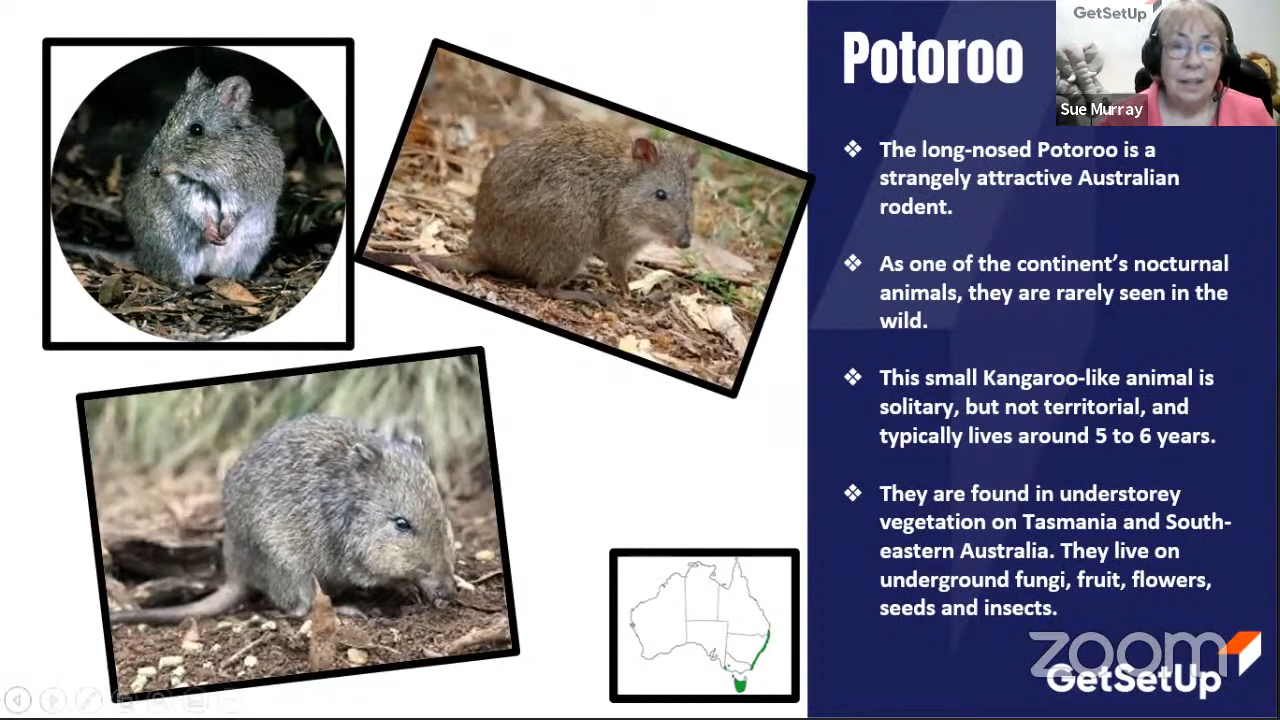 Potoroo
GetSetUp
Sue Murray
❖ The long-nosed Potoroo is a
strangely attractive Australian
rodent.
❖ As one of the continent's nocturnal
animals, they are rarely seen in the
wild.
❖ This small Kangaroo-like animal is
solitary, but not territorial, and
typically lives around 5 to 6 years.
❖ They are found in understorey
vegetation on Tasmania and South-
eastern Australia. They live on
underground fungi, fruit, flowers,
seeds and insects.
zoom
GetSetUp